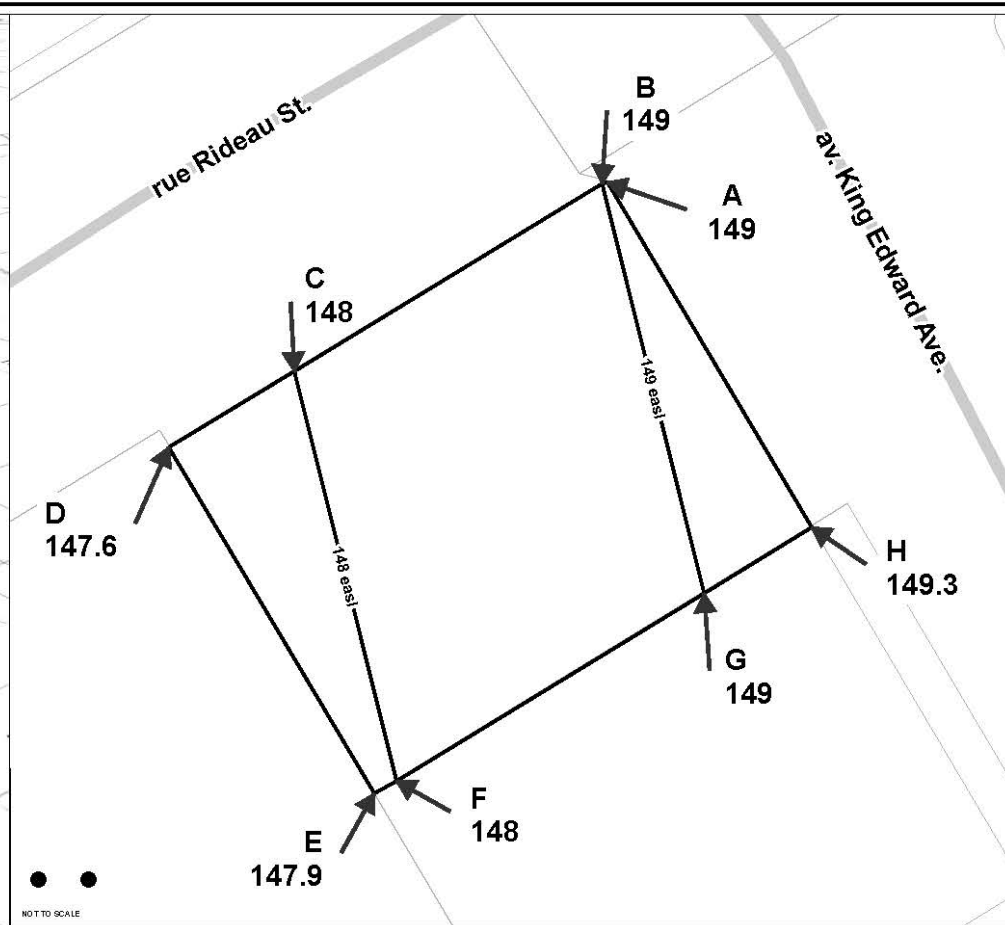 rue Rideau St.
av. King Edward Ave.
B
149
A
149
C
148
149 easl
D
147.6
148 easl
H
149.3
G
149
F
148
E
147.9
NOT TO SCALE